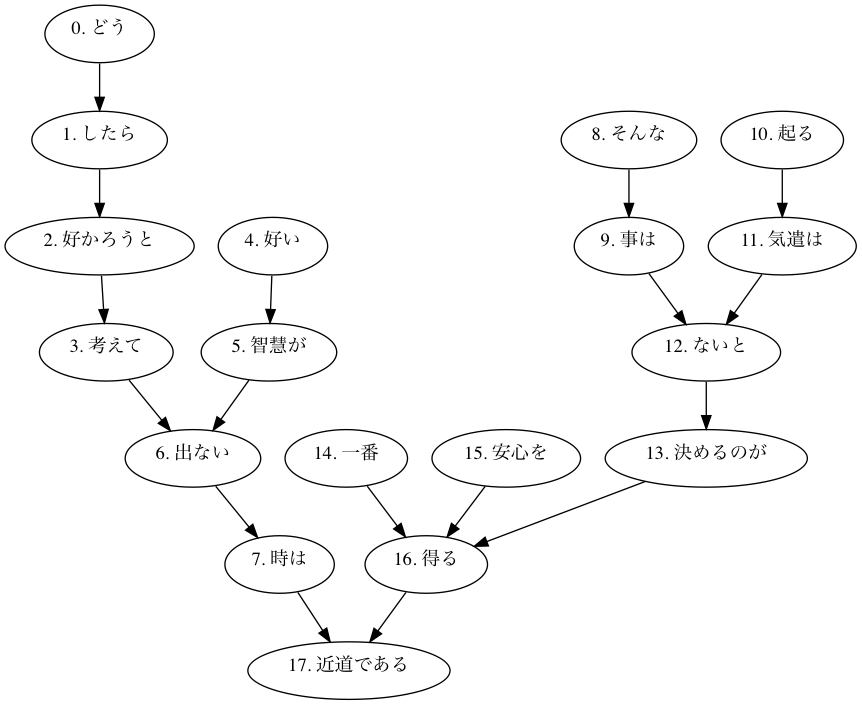 0. どう
1. したら
8. そんな
10. 起る
2. 好かろうと
4. 好い
9. 事は
11. 気遣は
3. 考えて
5. 智慧が
12. ないと
6. 出ない
14. 一番
15. 安心を
13. 決めるのが
7. 時は
16. 得る
17. 近道である